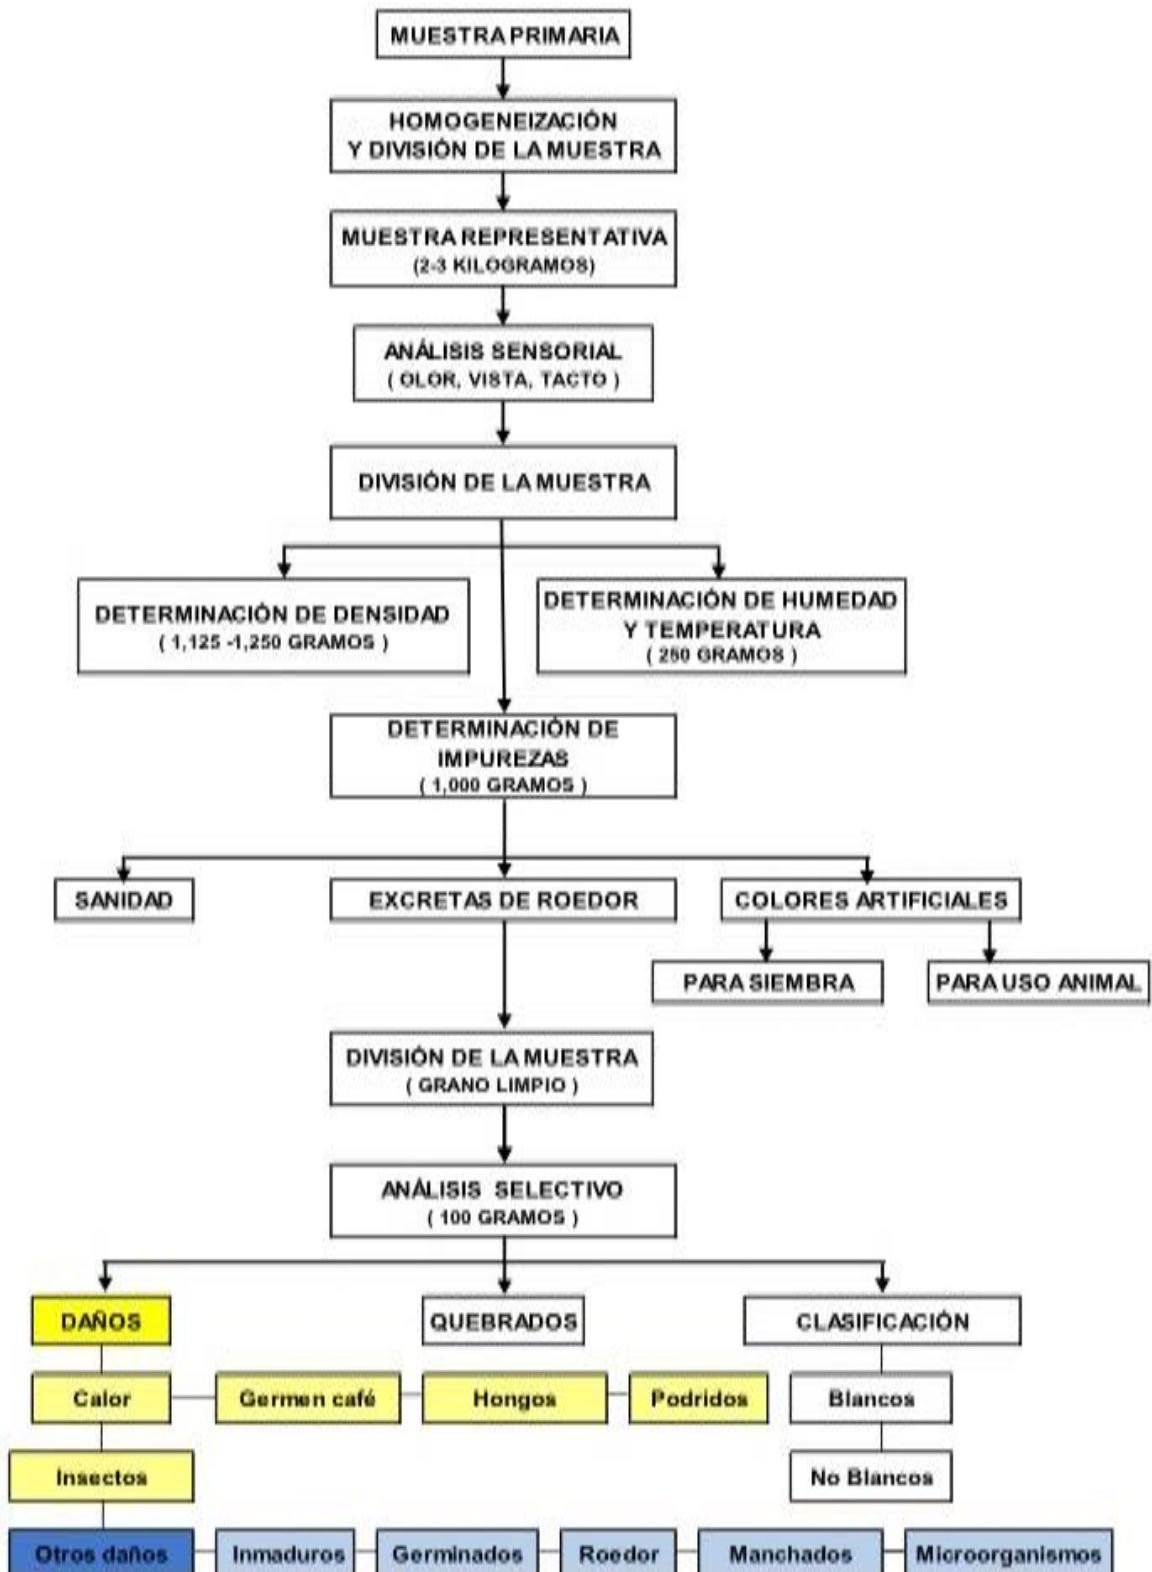 MUESTRA PRIMARIA
HOMOGENEIZACIÓN
Y DIVISIÓN DE LA MUESTRA
MUESTRA REPRESENTATIVA
(2-3 KILOGRAMOS)
ANÁLISIS SENSORIAL
( OLOR, VISTA, TACTO )
DIVISIÓN DE LA MUESTRA
DETERMINACIÓN DE DENSIDAD
( 1,125 -1,250 GRAMOS )
DETERMINACIÓN DE HUMEDAD
Y TEMPERATURA
( 250 GRAMOS )
DETERMINACIÓN DE
IMPUREZAS
( 1,000 GRAMOS )
SANIDAD
EXCRETAS DE ROEDOR
COLORES ARTIFICIALES
PARA SIEMBRA
PARA USO ANIMAL
DIVISIÓN DE LA MUESTRA
( GRANO LIMPIO )
ANÁLISIS SELECTIVO
( 100 GRAMOS )
DAÑOS
QUEBRADOS
CLASIFICACIÓN
Calor
Germen café
Hongos
Podridos
Blancos
Insectos
No Blancos
Otros daños
Inmaduros
Germinados
Roedor
Manchados
Microorganismos